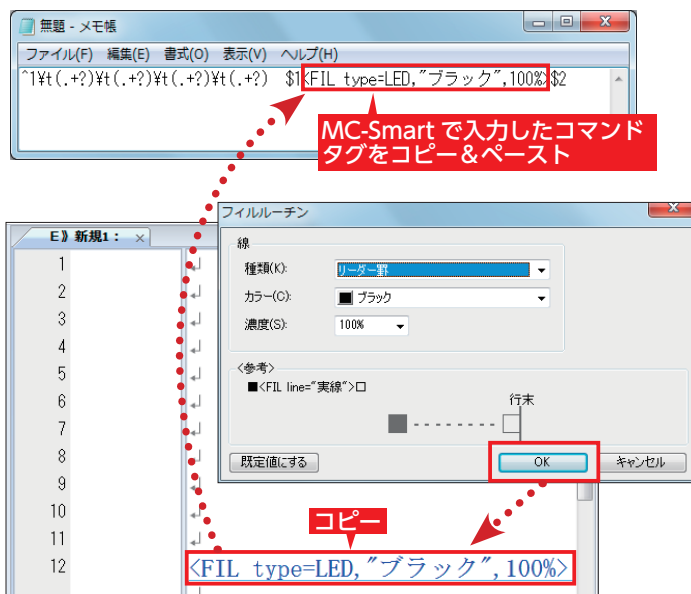 無題 - メモ帳
ファイル(F) 編集(E) 書式(O) 表示(V) ヘルプ(H)
^1¥t(.+?)¥t(.+?)¥t(.+?)¥t(.+?) $1<FIL type=LED,"ブラック",100%>$2
MC-Smart で入力したコマンド
タグをコピー＆ペースト
フィルルーチン
E》新規1：
線
種類(K): リーダー罫
カラー(C): ブラック
濃度(S): 100%
<参考>
■<FIL line="実線">□
行末
既定値にする OK キャンセル
1
2
3
4
5
6
7
8
9
10
11
コピー
12 <FIL type=LED,"ブラック",100%>